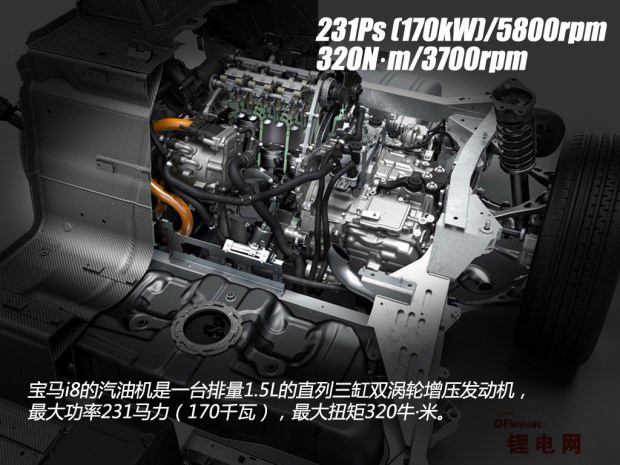 231Ps (170kW)/5800rpm
320N·m/3700rpm
宝马i8的汽油机是一台排量1.5L的直列三缸双涡轮增压发动机，
最大功率231马力（170千瓦），最大扭矩320牛·米。
OFweek
锂电网